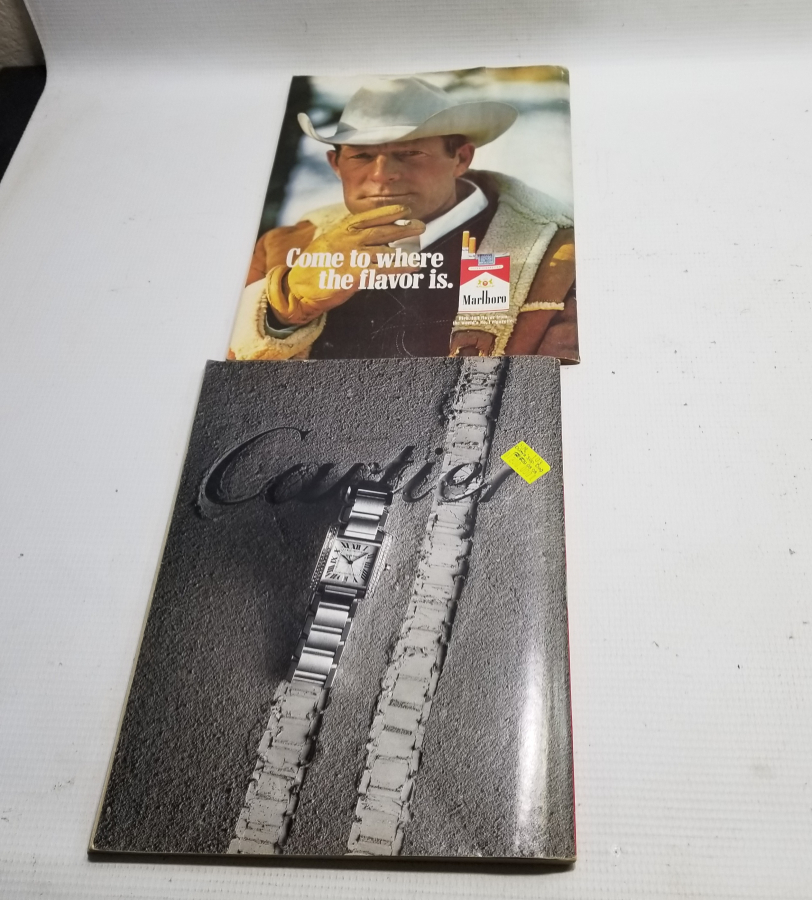 Come to where
the flavor is.
Marlboro
Cartier